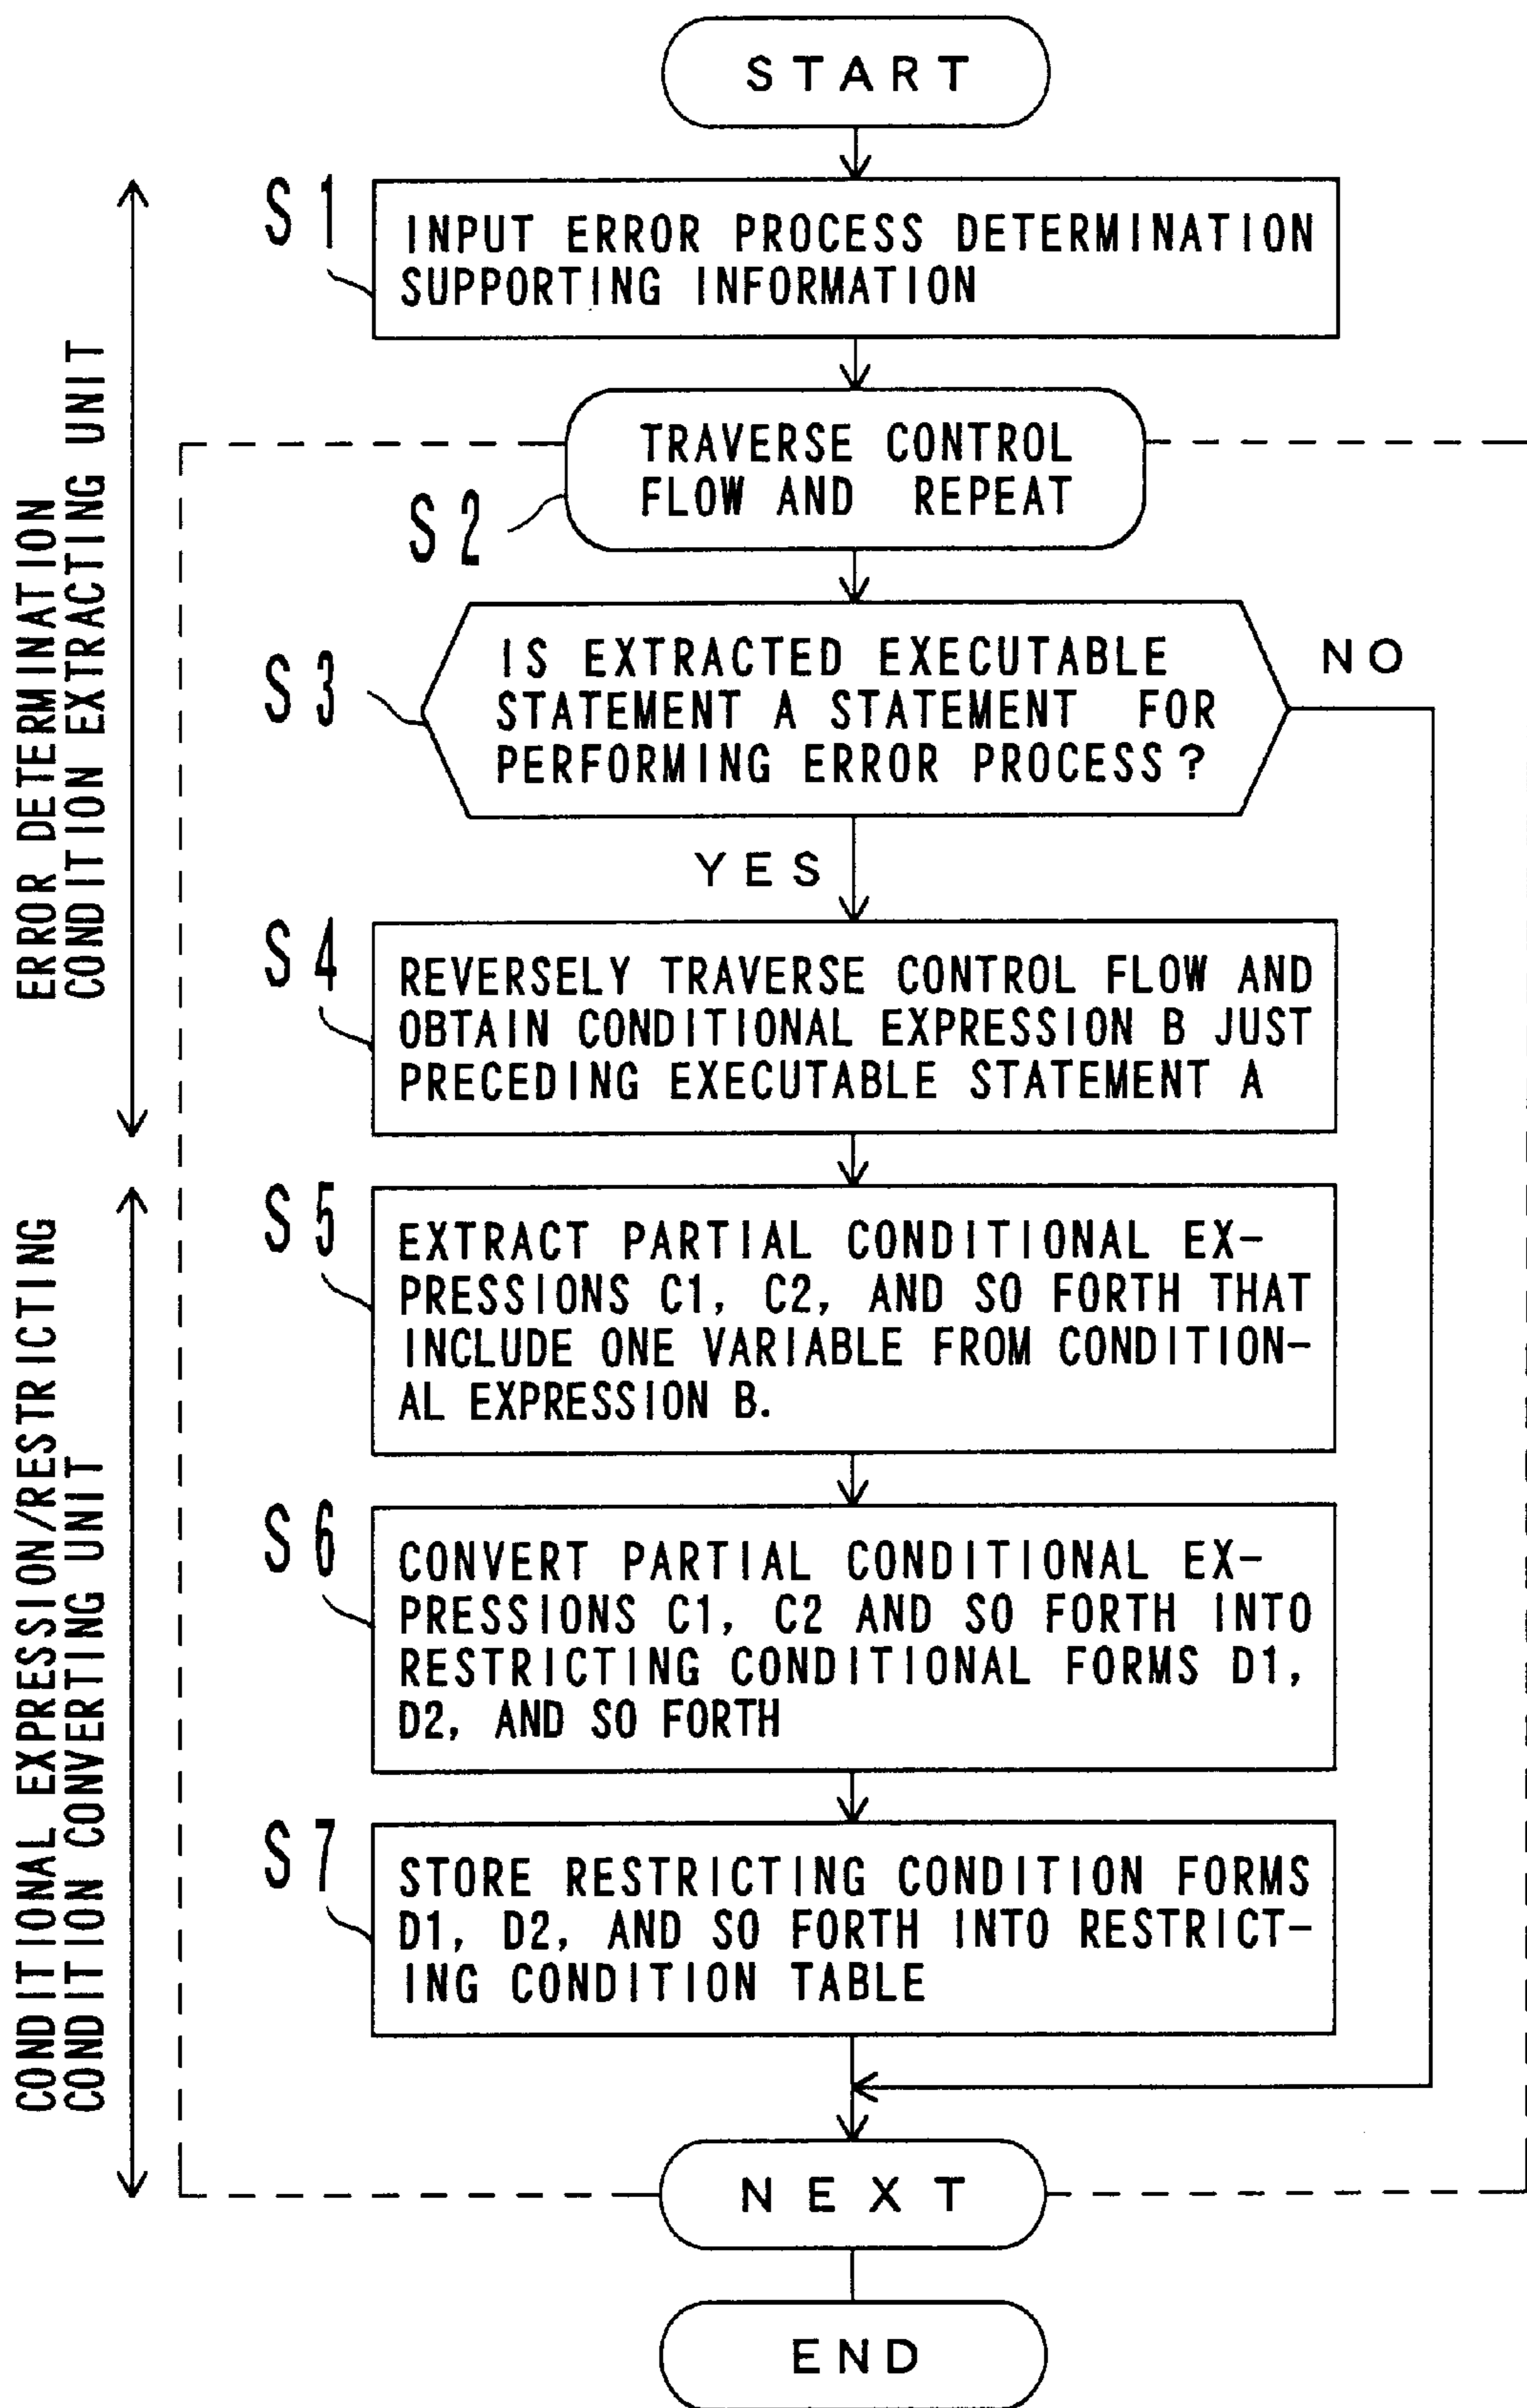 START
S1
INPUT ERROR PROCESS DETERMINATION
SUPPORTING INFORMATION
TRAVERSE CONTROL
FLOW AND REPEAT
S2
S3
IS EXTRACTED EXECUTABLE
STATEMENT A STATEMENT FOR
PERFORMING ERROR PROCESS?
NO
YES
S4
REVERSELY TRAVERSE CONTROL FLOW AND
OBTAIN CONDITIONAL EXPRESSION B JUST
PRECEDING EXECUTABLE STATEMENT A
ERROR DETERMINATION
CONDITION EXTRACTING UNIT
S5
EXTRACT PARTIAL CONDITIONAL EX-
PRESSIONS C1, C2, AND SO FORTH THAT
INCLUDE ONE VARIABLE FROM CONDITION-
AL EXPRESSION B.
S6
CONVERT PARTIAL CONDITIONAL EX-
PRESSIONS C1, C2 AND SO FORTH INTO
RESTRICTING CONDITIONAL FORMS D1,
D2, AND SO FORTH
S7
STORE RESTRICTING CONDITION FORMS
D1, D2, AND SO FORTH INTO RESTRICT-
ING CONDITION TABLE
CONDITIONAL EXPRESSION/RESTRICTING
CONDITION CONVERTING UNIT
NEXT
END